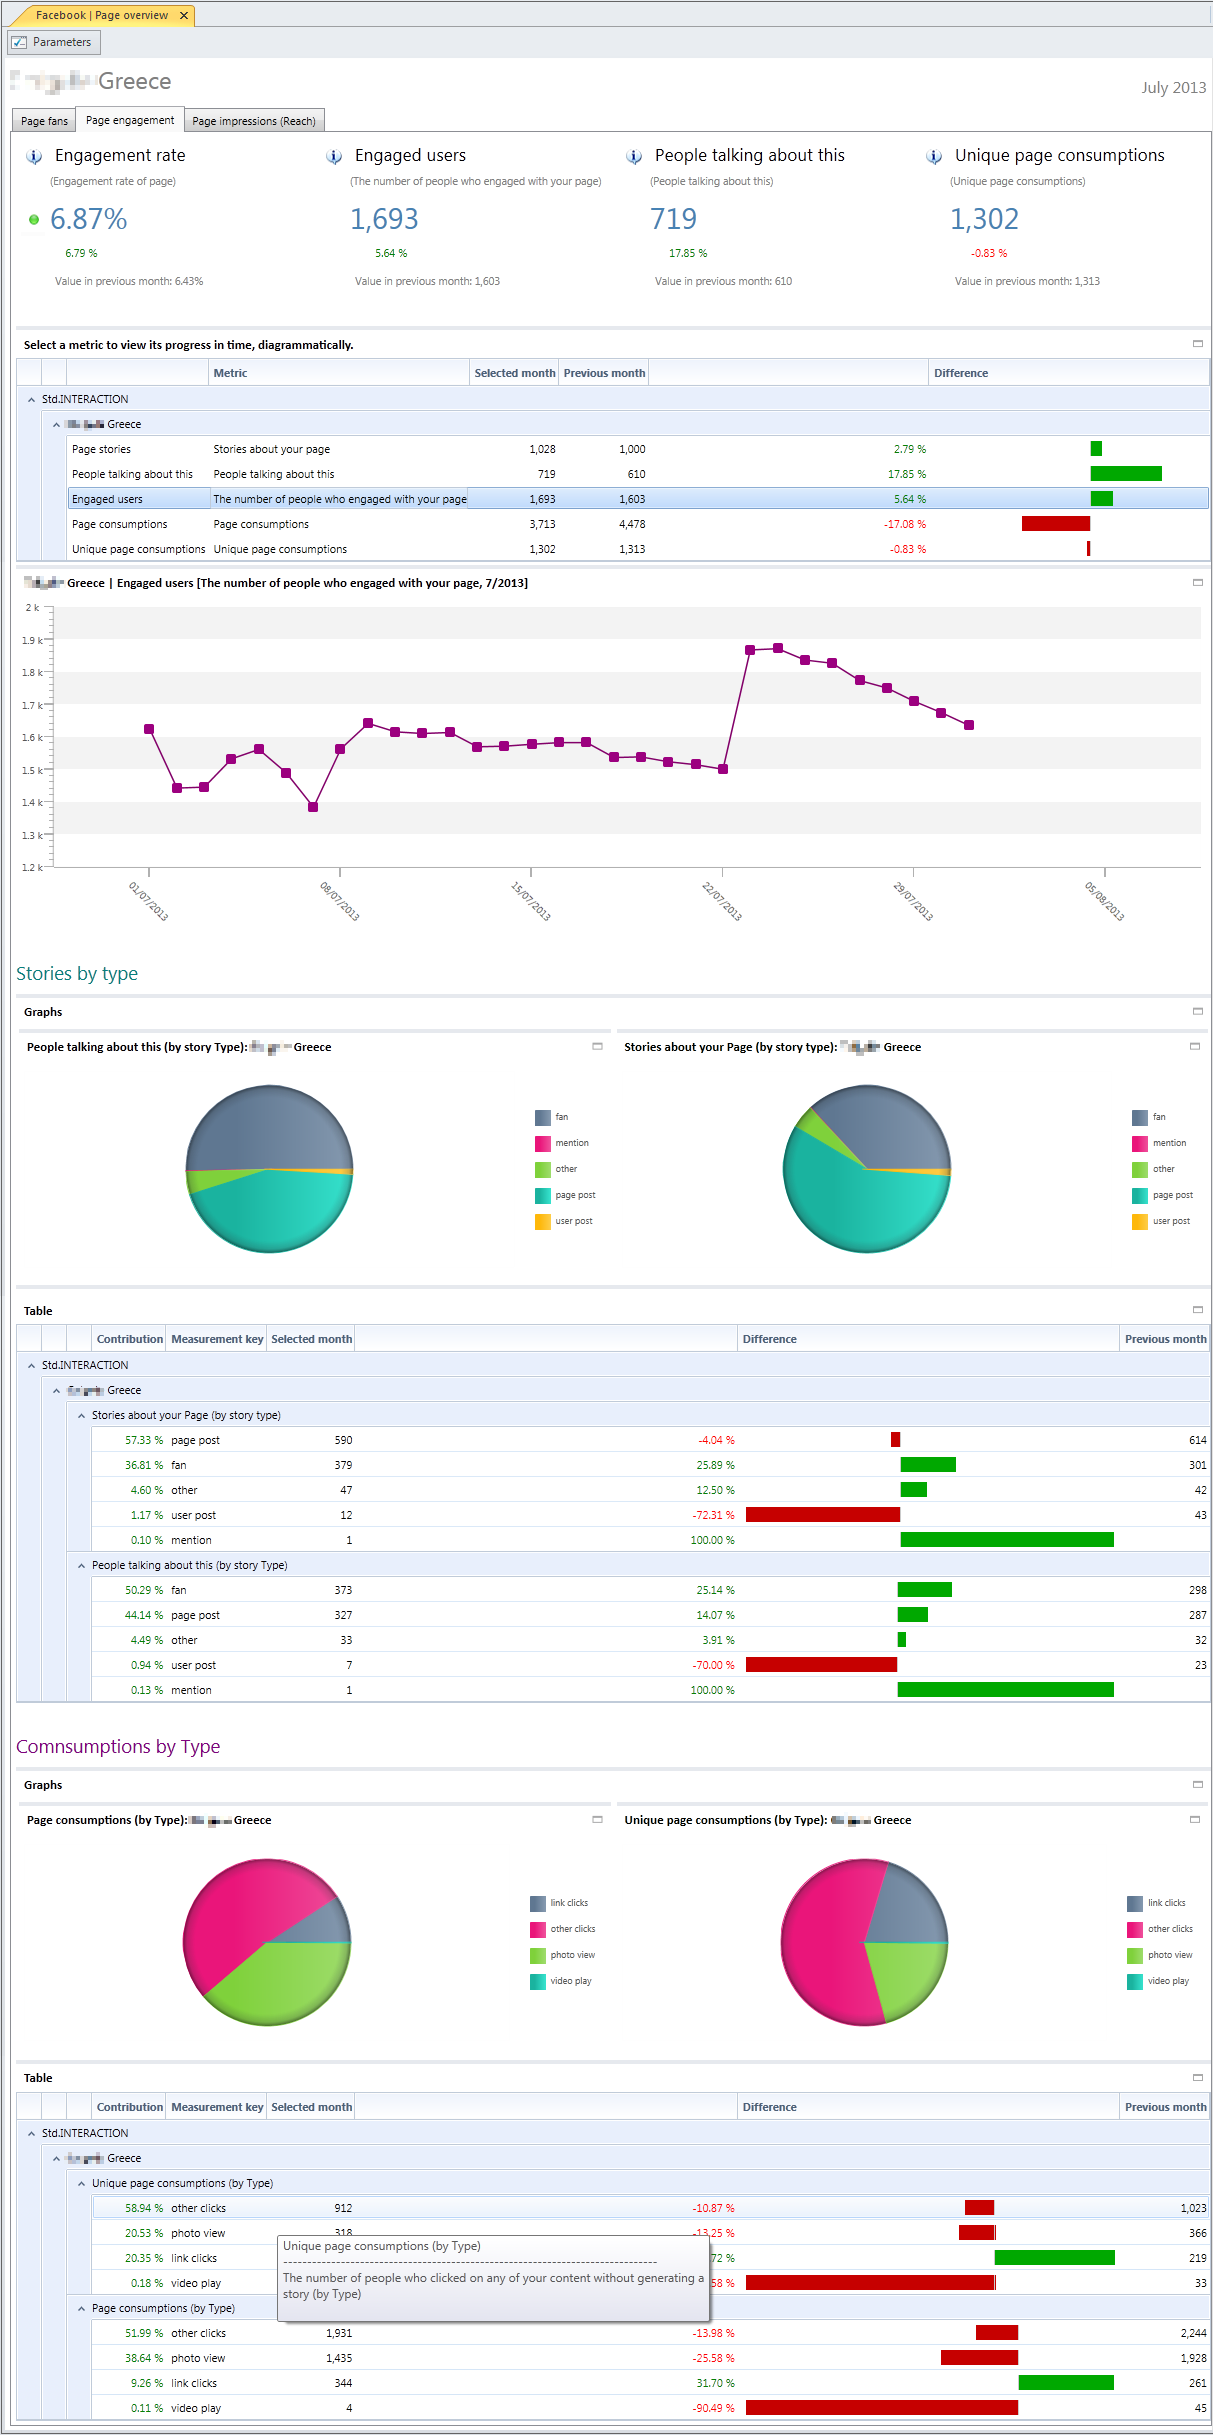 Facebook | Page overview
Parameters
Greece
July 2013
Page fans Page engagement Page impressions (Reach)
Engagement rate Engaged users People talking about this Unique page consumptions
(Engagement rate of page) (The number of people who engaged with your page) (People talking about this) (Unique page consumptions)
6.87% 1,693 719 1,302
6.79 % 5.64 % 17.85 % -0.83 %
Value in previous month: 6.43% Value in previous month: 1,603 Value in previous month: 610 Value in previous month: 1,313
Select a metric to view its progress in time, diagrammatically.
Metric Selected month Previous month Difference
Std.INTERACTION
Greece
Page stories Stories about your page 1,028 1,000 2.79 %
People talking about this People talking about this 719 610 17.85 %
Engaged users The number of people who engaged with your page 1,693 1,603 5.64 %
Page consumptions Page consumptions 3,713 4,478 -17.08 %
Unique page consumptions Unique page consumptions 1,302 1,313 -0.83 %
Greece | Engaged users [The number of people who engaged with your page, 7/2013]
2 k
1.9 k
1.8 k
1.7 k
1.6 k
1.5 k
1.4 k
1.3 k
1.2 k
01/07/2013 08/07/2013 15/07/2013 22/07/2013 29/07/2013 05/08/2013
Stories by type
Graphs
People talking about this (by story Type): Greece
fan
mention
other
page post
user post
Stories about your Page (by story type): Greece
fan
mention
other
page post
user post
Table
Contribution Measurement key Selected month Difference Previous month
Std.INTERACTION
Greece
Stories about your Page (by story type)
57.33 % page post 590 -4.04 % 614
36.81 % fan 379 25.89 % 301
4.60 % other 47 12.50 % 42
1.17 % user post 12 -72.31 % 43
0.10 % mention 1 100.00 %
People talking about this (by story Type)
50.29 % fan 373 25.14 % 298
44.14 % page post 327 14.07 % 287
4.49 % other 33 3.91 % 32
0.94 % user post 7 -70.00 % 23
0.13 % mention 1 100.00 %
Comnsumptions by Type
Graphs
Page consumptions (by Type): Greece
link clicks
other clicks
photo view
video play
Unique page consumptions (by Type): Greece
link clicks
other clicks
photo view
video play
Table
Contribution Measurement key Selected month Difference Previous month
Std.INTERACTION
Greece
Unique page consumptions (by Type)
58.94 % other clicks 912 -10.87 % 1,023
20.53 % photo view 318 -13.25 % 366
20.35 % link clicks 72 % 219
0.18 % video play 58 % 33
Unique page consumptions (by Type)
The number of people who clicked on any of your content without generating a
story (by Type)
Page consumptions (by Type)
51.99 % other clicks 1,931 -13.98 % 2,244
38.64 % photo view 1,435 -25.58 % 1,928
9.26 % link clicks 344 31.70 % 261
0.11 % video play 4 -90.49 % 45